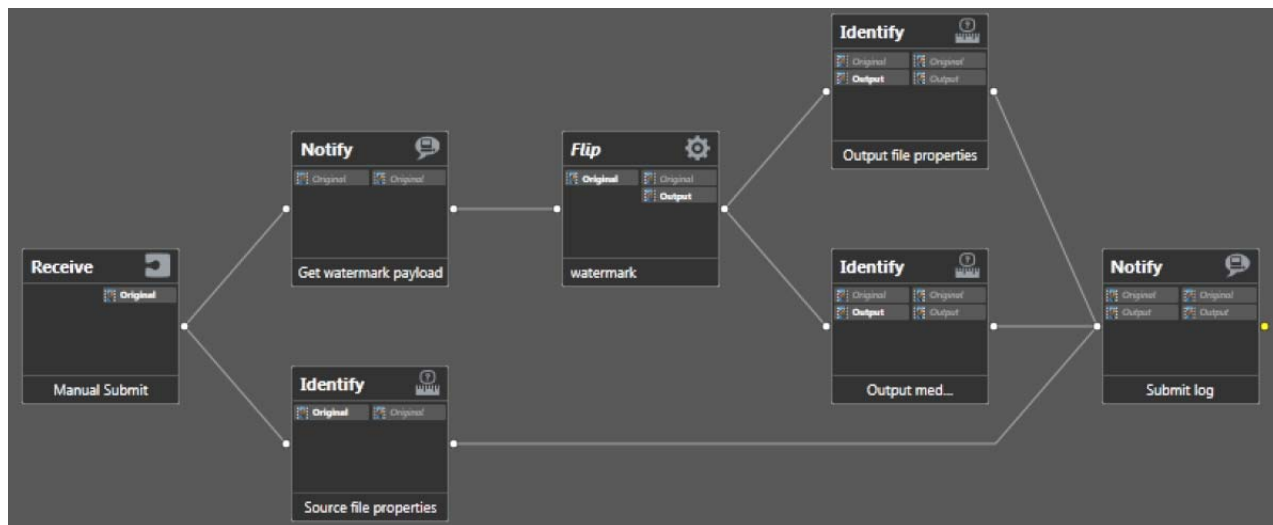 Identify
Original Original
Output Output
Output file properties
Notify
Original Original
Get watermark payload
Flip
Original Original
Output
watermark
Receive
Original
Manual Submit
Identify
Original Original
Output Output
Output med...
Notify
Original Original
Output Output
Submit log
Identify
Original Original
Source file properties